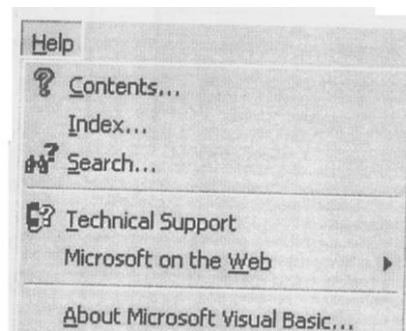 Help
Contents...
Index...
Search...
Technical Support
Microsoft on the Web
About Microsoft Visual Basic...